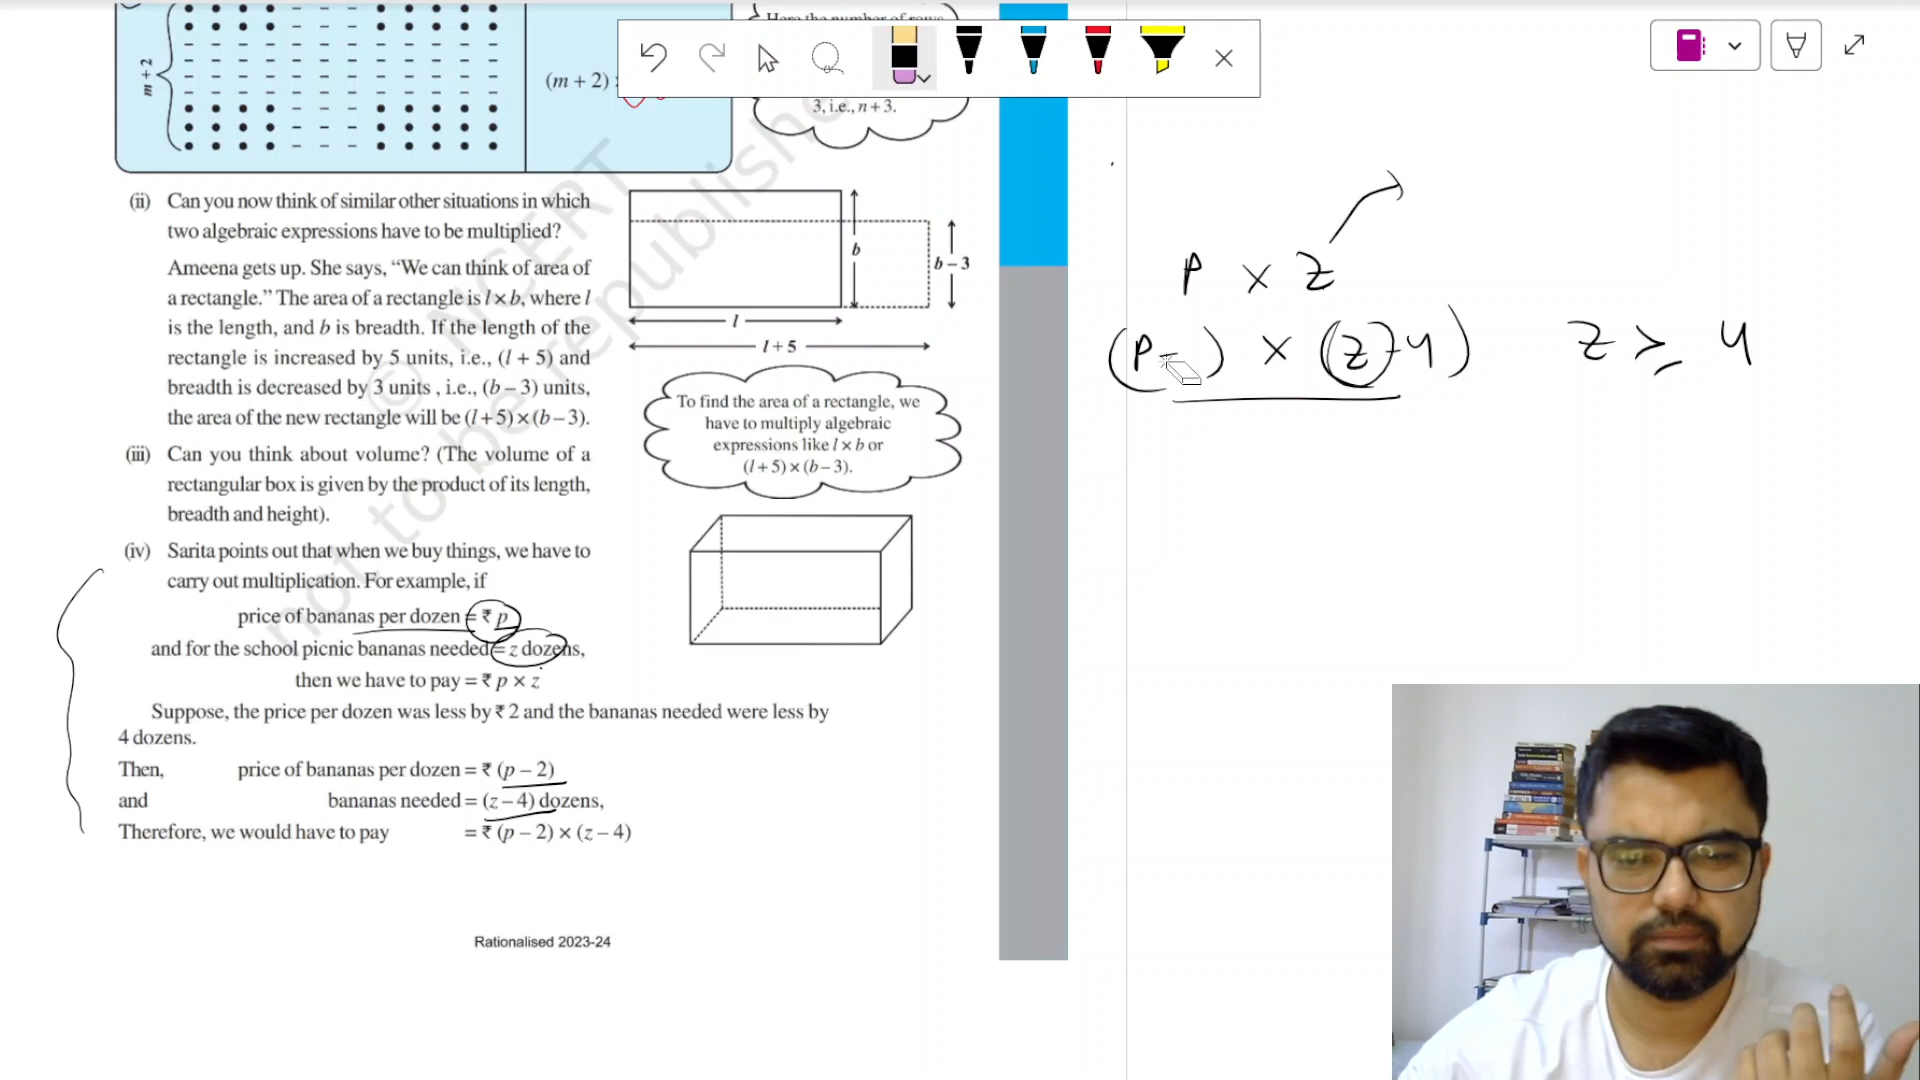 Here the number of rows
m + 2
(m + 2) ×
3, i.e., n + 3.
(ii) Can you now think of similar other situations in which
two algebraic expressions have to be multiplied?
Ameena gets up. She says, “We can think of area of
a rectangle.” The area of a rectangle is l × b, where l
is the length, and b is breadth. If the length of the
rectangle is increased by 5 units, i.e., (l + 5) and
breadth is decreased by 3 units , i.e., (b – 3) units,
the area of the new rectangle will be (l + 5) × (b – 3).
b
b – 3
l
l + 5
To find the area of a rectangle, we
have to multiply algebraic
expressions like l × b or
(l + 5) × (b – 3).
(iii) Can you think about volume? (The volume of a
rectangular box is given by the product of its length,
breadth and height).
(iv) Sarita points out that when we buy things, we have to
carry out multiplication. For example, if
price of bananas per dozen = ₹ p
and for the school picnic bananas needed = z dozens,
then we have to pay = ₹ p × z
Suppose, the price per dozen was less by ₹ 2 and the bananas needed were less by
4 dozens.
Then, price of bananas per dozen = ₹ (p – 2)
and bananas needed = (z – 4) dozens,
Therefore, we would have to pay = ₹ (p – 2) × (z – 4)
Rationalised 2023-24
© NCERT
not to be republished
P × z
(P- ) × (z-4) z ≥ 4